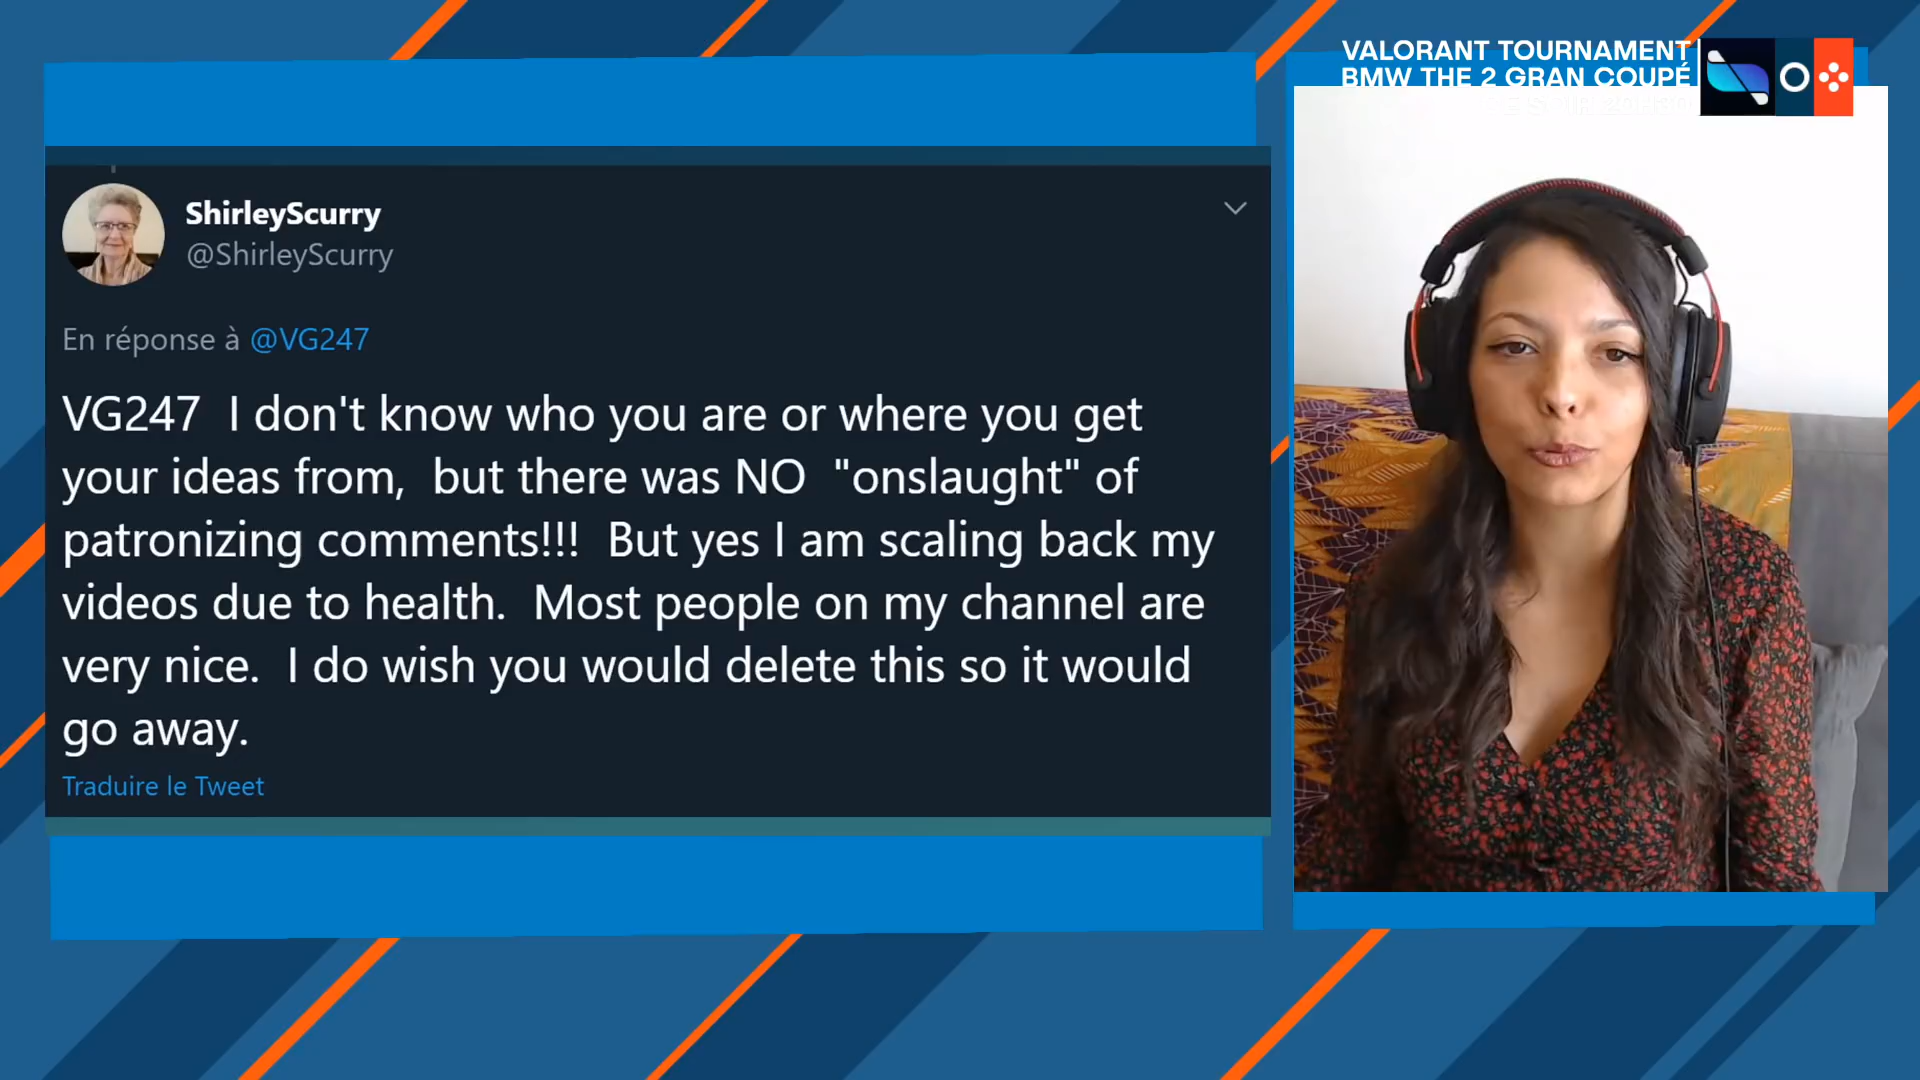 VALORANT TOURNAMENT
BMW THE 2 GRAN COUPÉ
ShirleyScurry
@ShirleyScurry
En réponse à @VG247
VG247  I don't know who you are or where you get
your ideas from,  but there was NO  "onslaught" of
patronizing comments!!!  But yes I am scaling back my
videos due to health.  Most people on my channel are
very nice.  I do wish you would delete this so it would
go away.
Traduire le Tweet